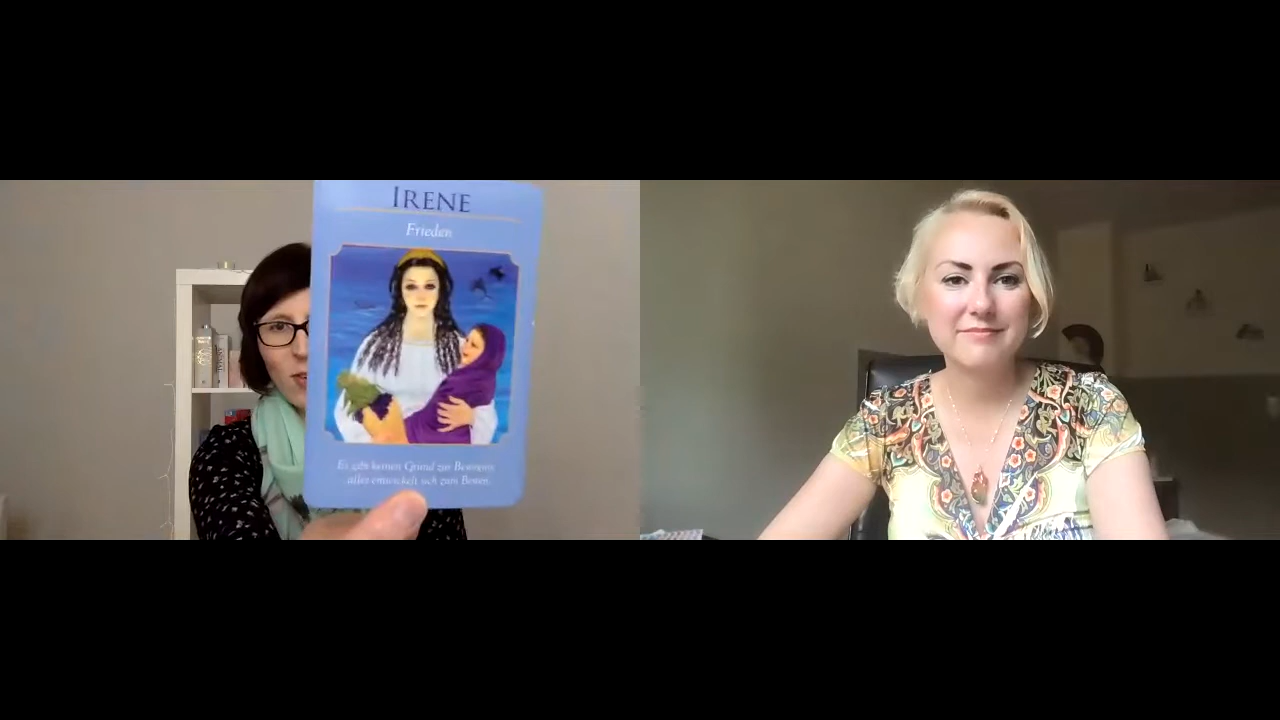 IRENE
Frieden
Es gibt keinen Grund zur Besorgnis
alles entwickelt sich zum Besten.